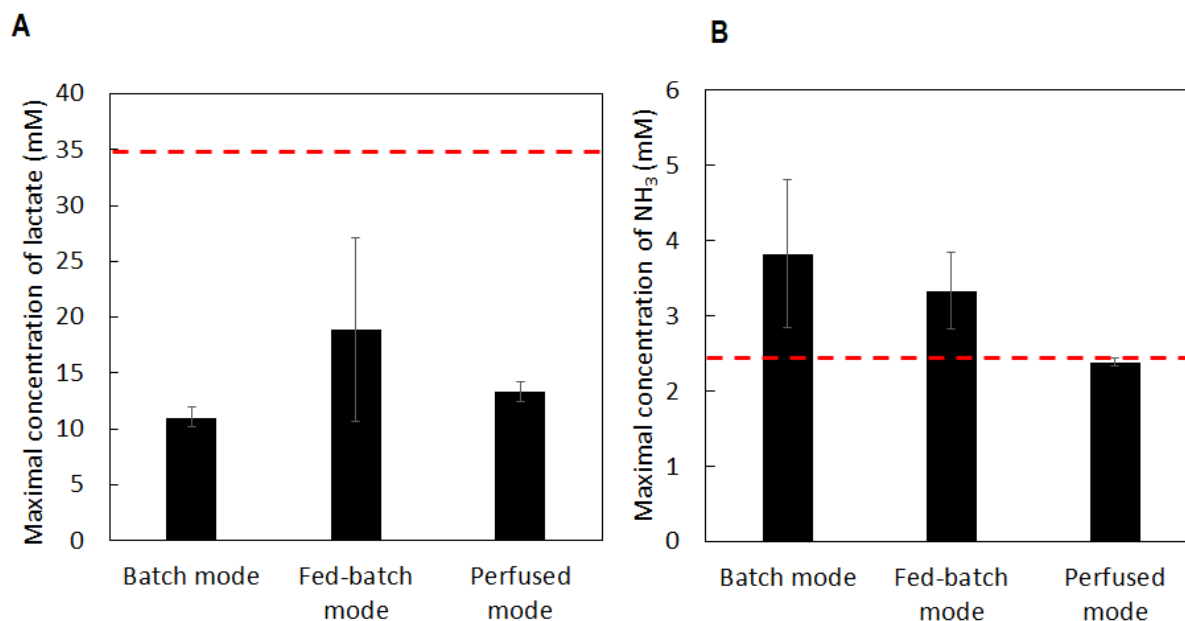 A
Maximal concentration of lactate (mM)
40
35
30
25
20
15
10
5
0
Batch mode
Fed-batch
mode
Perfused
mode
B
Maximal concentration of NH₃ (mM)
6
5
4
3
2
1
0
Batch mode
Fed-batch
mode
Perfused
mode